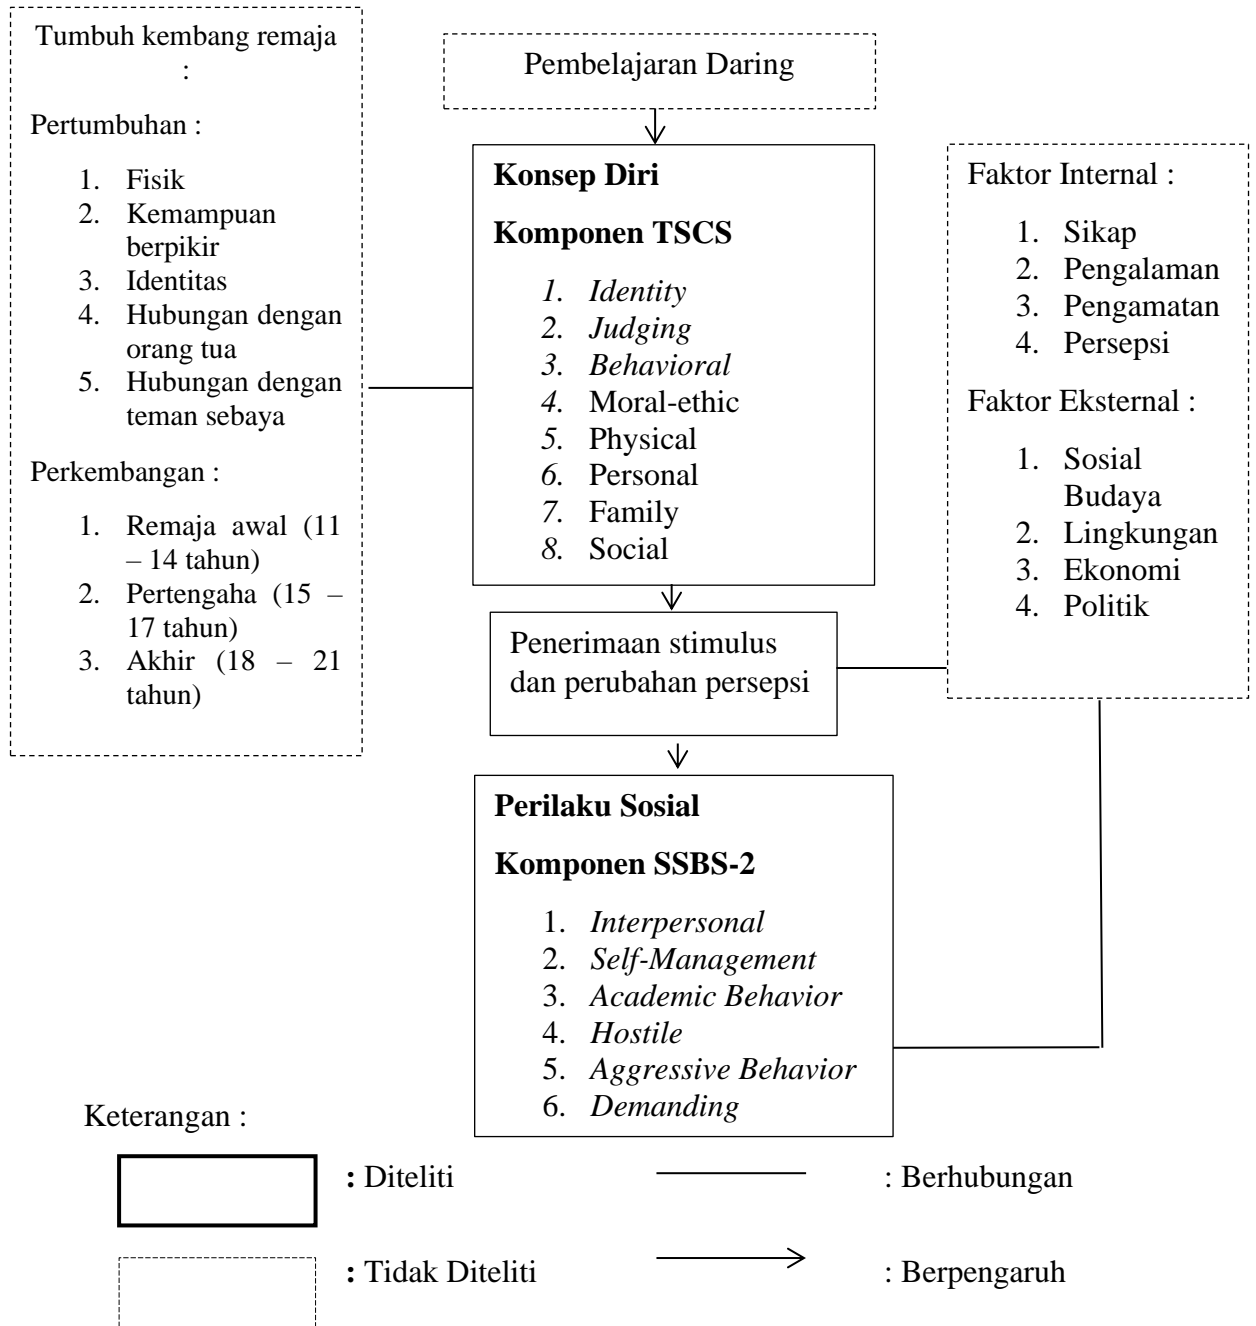 Tumbuh kembang remaja
:
Pertumbuhan :
1. Fisik
2. Kemampuan
berpikir
3. Identitas
4. Hubungan dengan
orang tua
5. Hubungan dengan
teman sebaya
Perkembangan :
1. Remaja awal (11
– 14 tahun)
2. Pertengaha (15 –
17 tahun)
3. Akhir (18 – 21
tahun)
Pembelajaran Daring
Konsep Diri
Komponen TSCS
1. Identity
2. Judging
3. Behavioral
4. Moral-ethic
5. Physical
6. Personal
7. Family
8. Social
Penerimaan stimulus
dan perubahan persepsi
Perilaku Sosial
Komponen SSBS-2
1. Interpersonal
2. Self-Management
3. Academic Behavior
4. Hostile
5. Aggressive Behavior
6. Demanding
Faktor Internal :
1. Sikap
2. Pengalaman
3. Pengamatan
4. Persepsi
Faktor Eksternal :
1. Sosial
Budaya
2. Lingkungan
3. Ekonomi
4. Politik
Keterangan :
: Diteliti
: Berhubungan
: Tidak Diteliti
: Berpengaruh